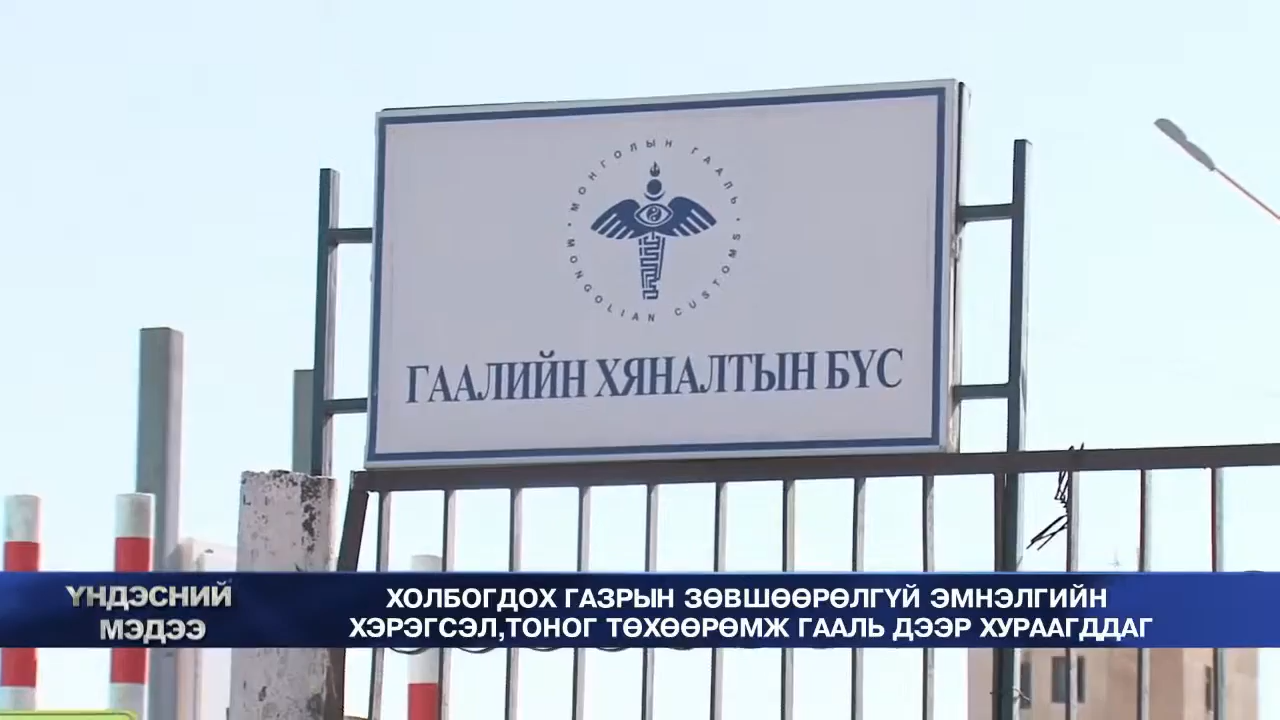 МОНГОЛЫН ГААЛЬ
MONGOLIAN CUSTOMS
ГААЛИЙН ХЯНАЛТЫН БҮС
ҮНДЭСНИЙ
МЭДЭЭ
ХОЛБОГДОХ ГАЗРЫН ЗӨВШӨӨРӨЛГҮЙ ЭМНЭЛГИЙН
ХЭРЭГСЭЛ,ТОНОГ ТӨХӨӨРӨМЖ ГААЛЬ ДЭЭР ХУРААГДДАГ